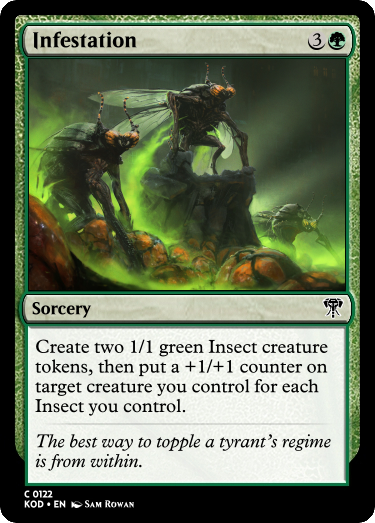 Infestation 3
Sorcery
Create two 1/1 green Insect creature
tokens, then put a +1/+1 counter on
target creature you control for each
Insect you control.
The best way to topple a tyrant's regime
is from within.
C 0122
KOD • EN Sam Rowan